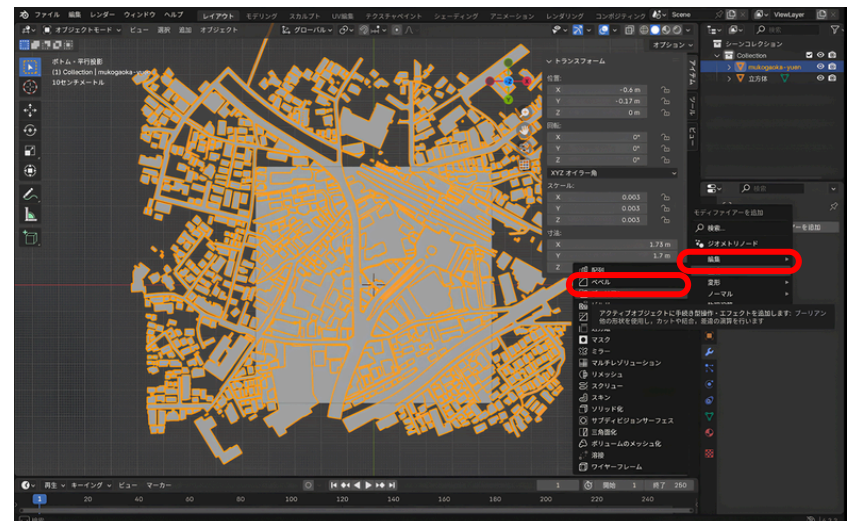 ファイル 編集 レンダー ウィンドウ ヘルプ レイアウト モデリング スカルプト UV編集 テクスチャペイント シェーディング アニメーション レンダリング コンポジティング Scene ViewLayer
オブジェクトモード ビュー 選択 追加 オブジェクト グローバル
オプション
ボトム・平行投影
(1) Collection | mukogaoka-yuen
10センチメートル
トランスフォーム
位置:
X -0.6 m
Y -0.17 m
Z 0 m
回転:
X 0°
Y 0°
Z 0°
XYZ オイラー角
スケール:
X 0.003
Y 0.003
Z 0.003
寸法:
X 1.73 m
Y 1.7 m
Z
アイテム
ツール
ビュー
シーンコレクション
Collection
mukogaoka-yuen
立方体
検索
モディファイアーを追加
検索...
ジオメトリノード
編集
変形
ノーマル
ーを追加
配列
ベベル
アクティブオブジェクトに手続き型操作・エフェクトを追加します: ブーリアン
他の形状を使用し、カットや結合、差違の演算を行います
マスク
ミラー
マルチレゾリューション
リメッシュ
スクリュー
スキン
ソリッド化
サブディビジョンサーフェス
三角面化
ボリュームのメッシュ化
溶接
ワイヤーフレーム
再生 キーイング ビュー マーカー 1 開始 1 終了 250
1 20 40 60 80 100 120 140 160 180 200 220 240